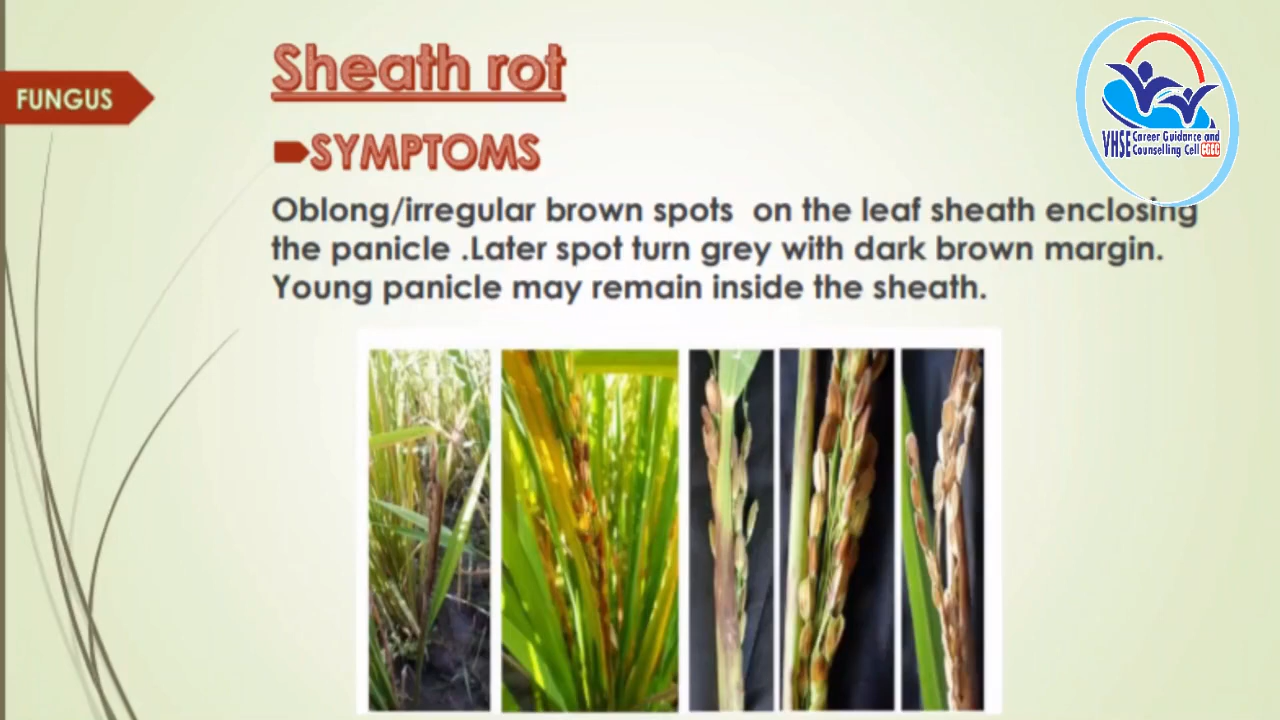 Sheath rot
FUNGUS
SYMPTOMS
Oblong/irregular brown spots on the leaf sheath enclosing
the panicle .Later spot turn grey with dark brown margin.
Young panicle may remain inside the sheath.
VHSE Career Guidance and
Counselling Cell CGCC